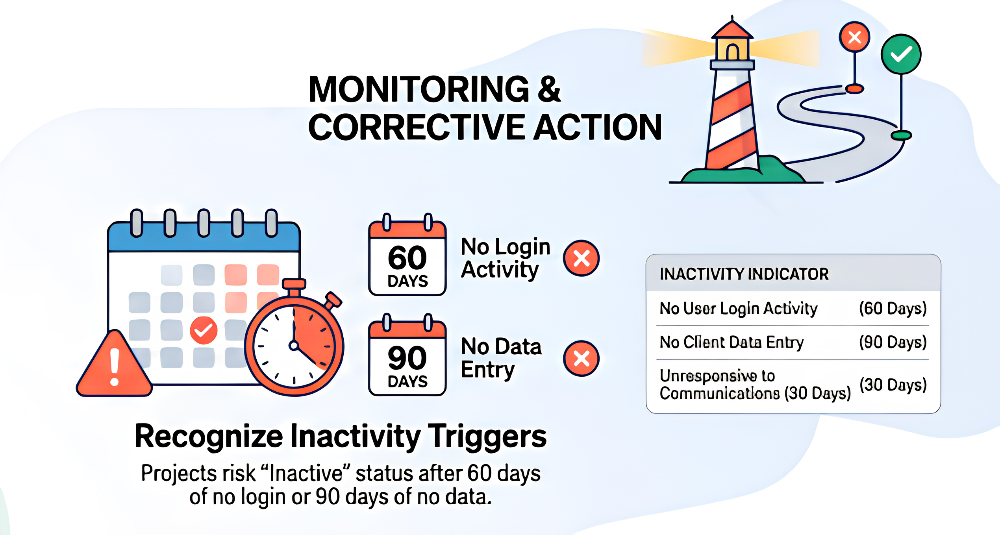 MONITORING &
CORRECTIVE ACTION
60
DAYS
No Login
Activity
90
DAYS
No Data
Entry
INACTIVITY INDICATOR
No User Login Activity (60 Days)
No Client Data Entry (90 Days)
Unresponsive to
Communications (30 Days) (30 Days)
Recognize Inactivity Triggers
Projects risk “Inactive” status after 60 days
of no login or 90 days of no data.